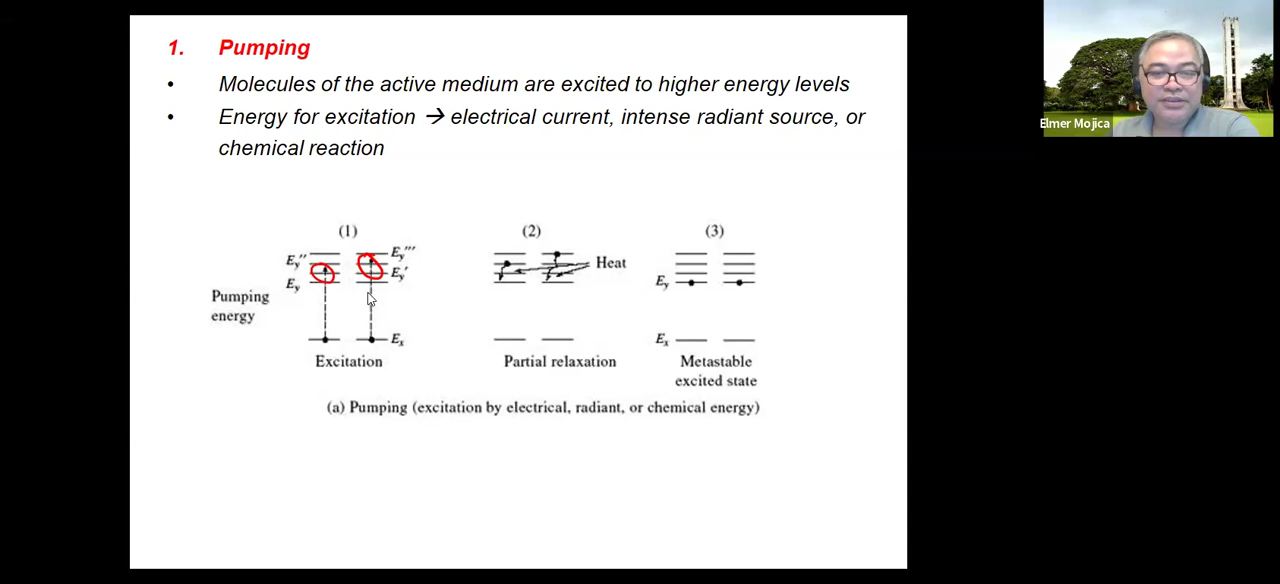 1. Pumping
• Molecules of the active medium are excited to higher energy levels
• Energy for excitation → electrical current, intense radiant source, or
chemical reaction
Elmer Mojica
(1)
(2)
(3)
Ey''
Ey'''
Ey'
Ey
Pumping
energy
Ex
Excitation
Heat
Partial relaxation
Ey
Ex
Metastable
excited state
(a) Pumping (excitation by electrical, radiant, or chemical energy)